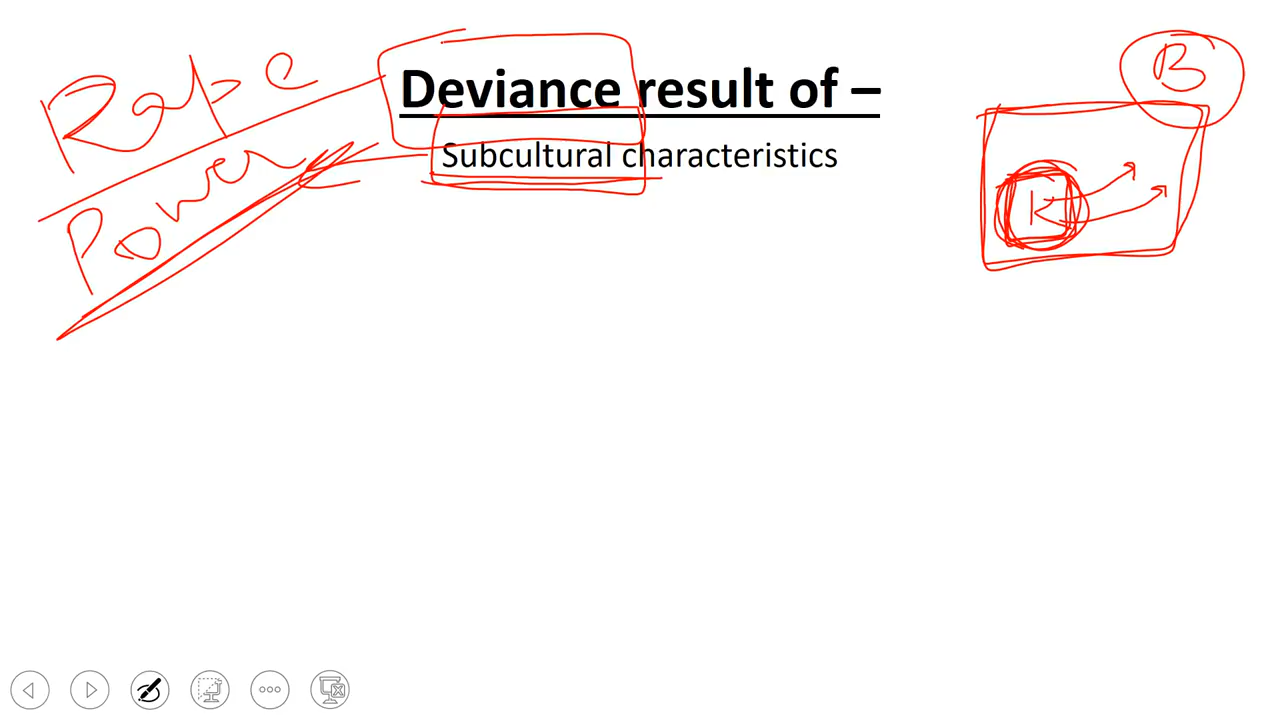 Deviance result of –
Subcultural characteristics
Rape
Power
B
K